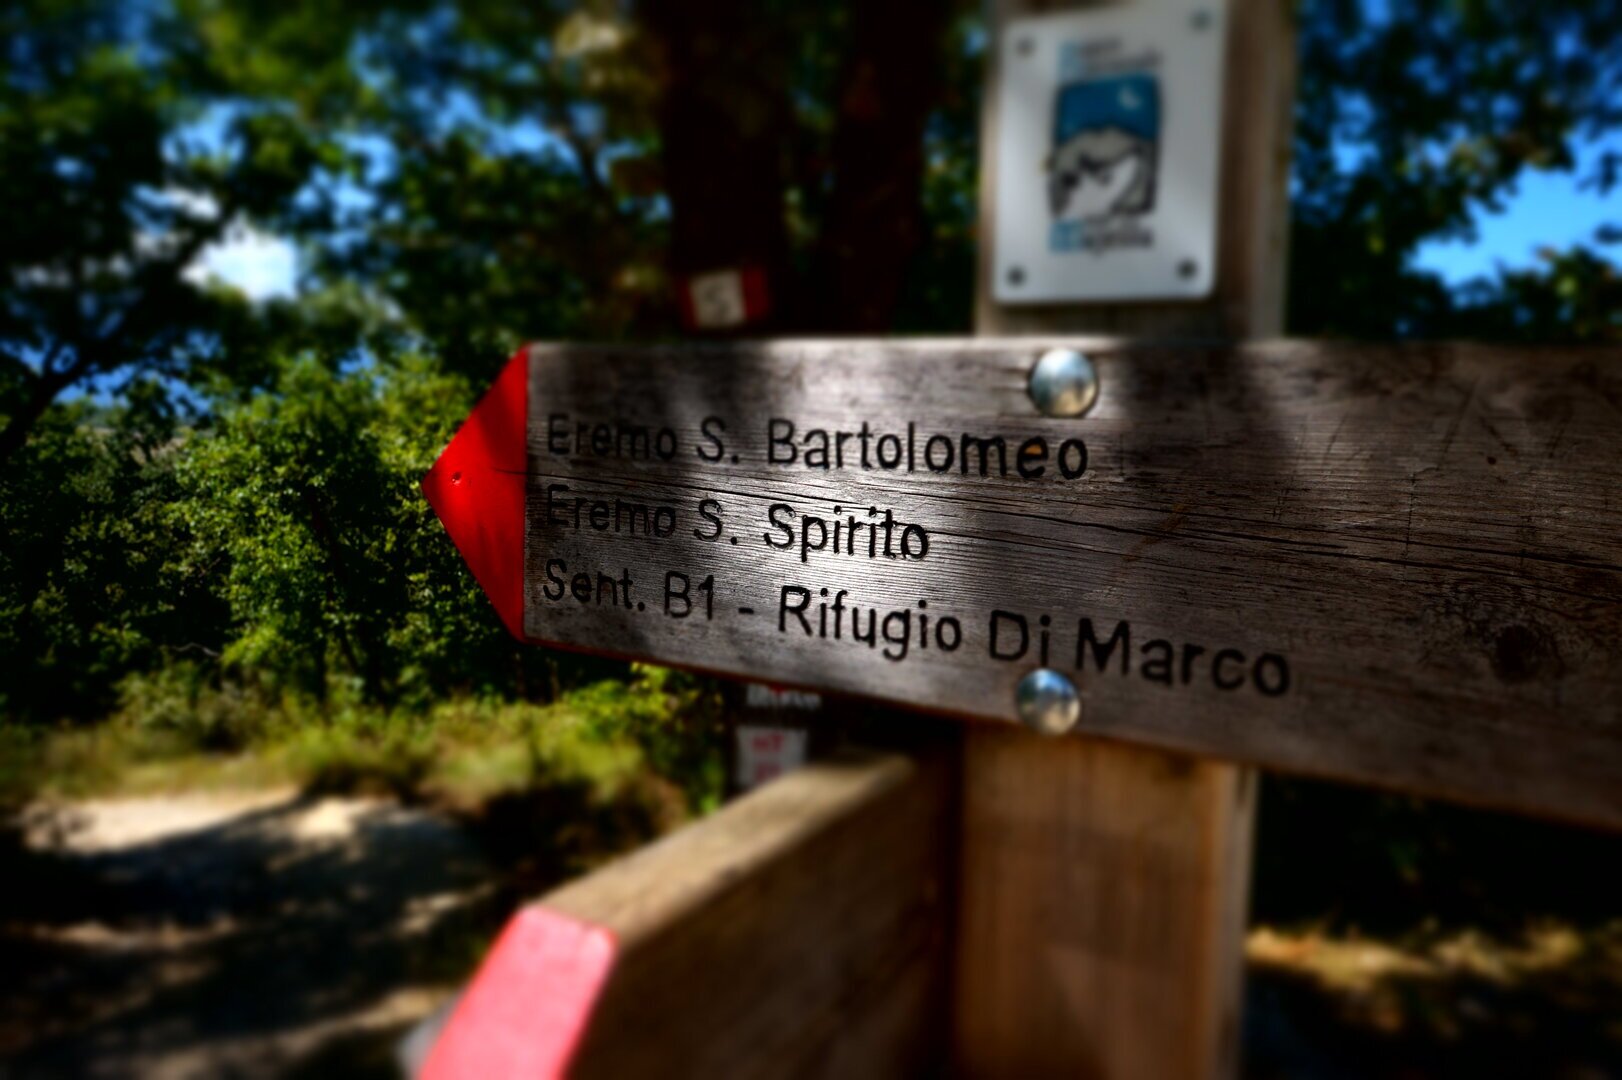 S
Eremo S. Bartolomeo
Eremo S. Spirito
Sent. B1 - Rifugio Di Marco